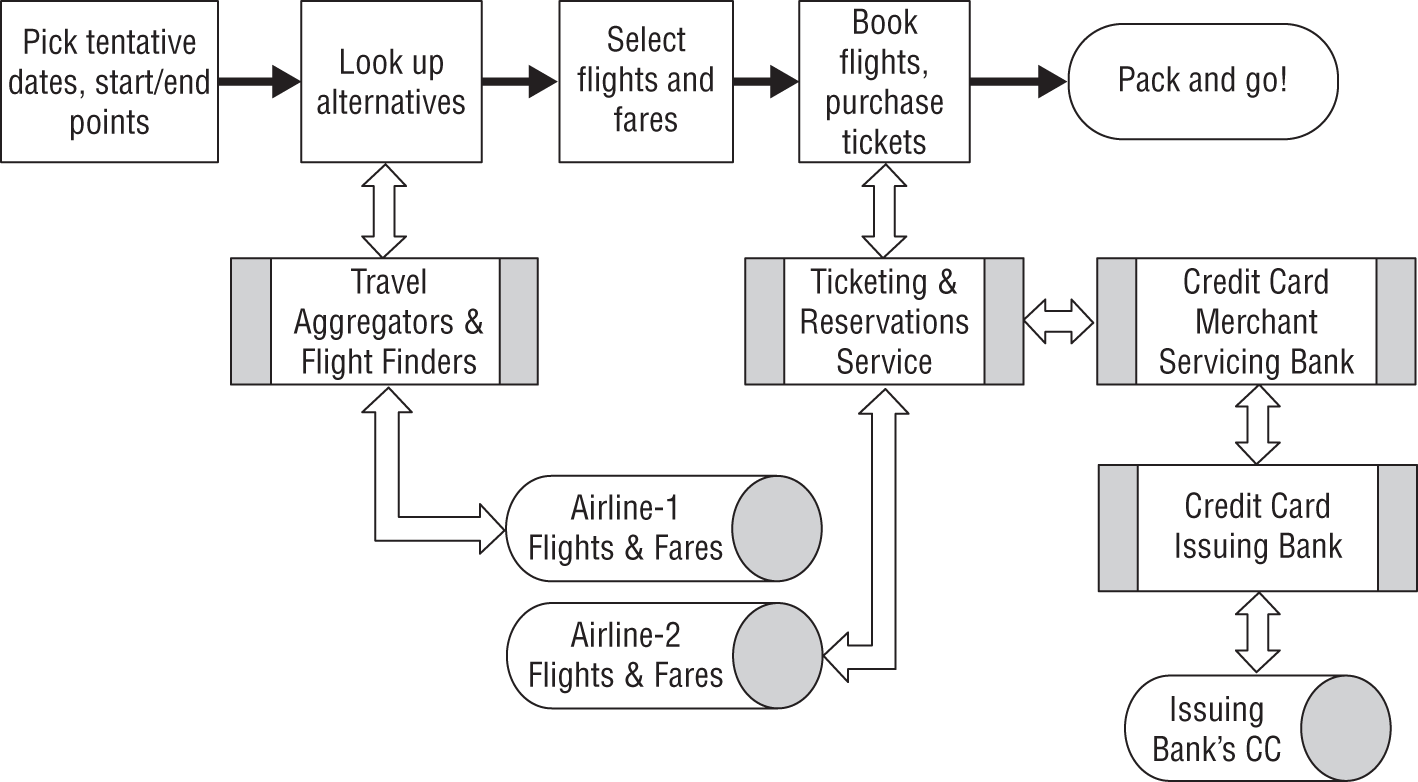 Pick tentative
dates, start/end
points
Look up
alternatives
Select
flights and
fares
Book
flights,
purchase
tickets
Pack and go!
Travel
Aggregators &
Flight Finders
Ticketing &
Reservations
Service
Credit Card
Merchant
Servicing Bank
Airline-1
Flights & Fares
Credit Card
Issuing Bank
Airline-2
Flights & Fares
Issuing
Bank’s CC